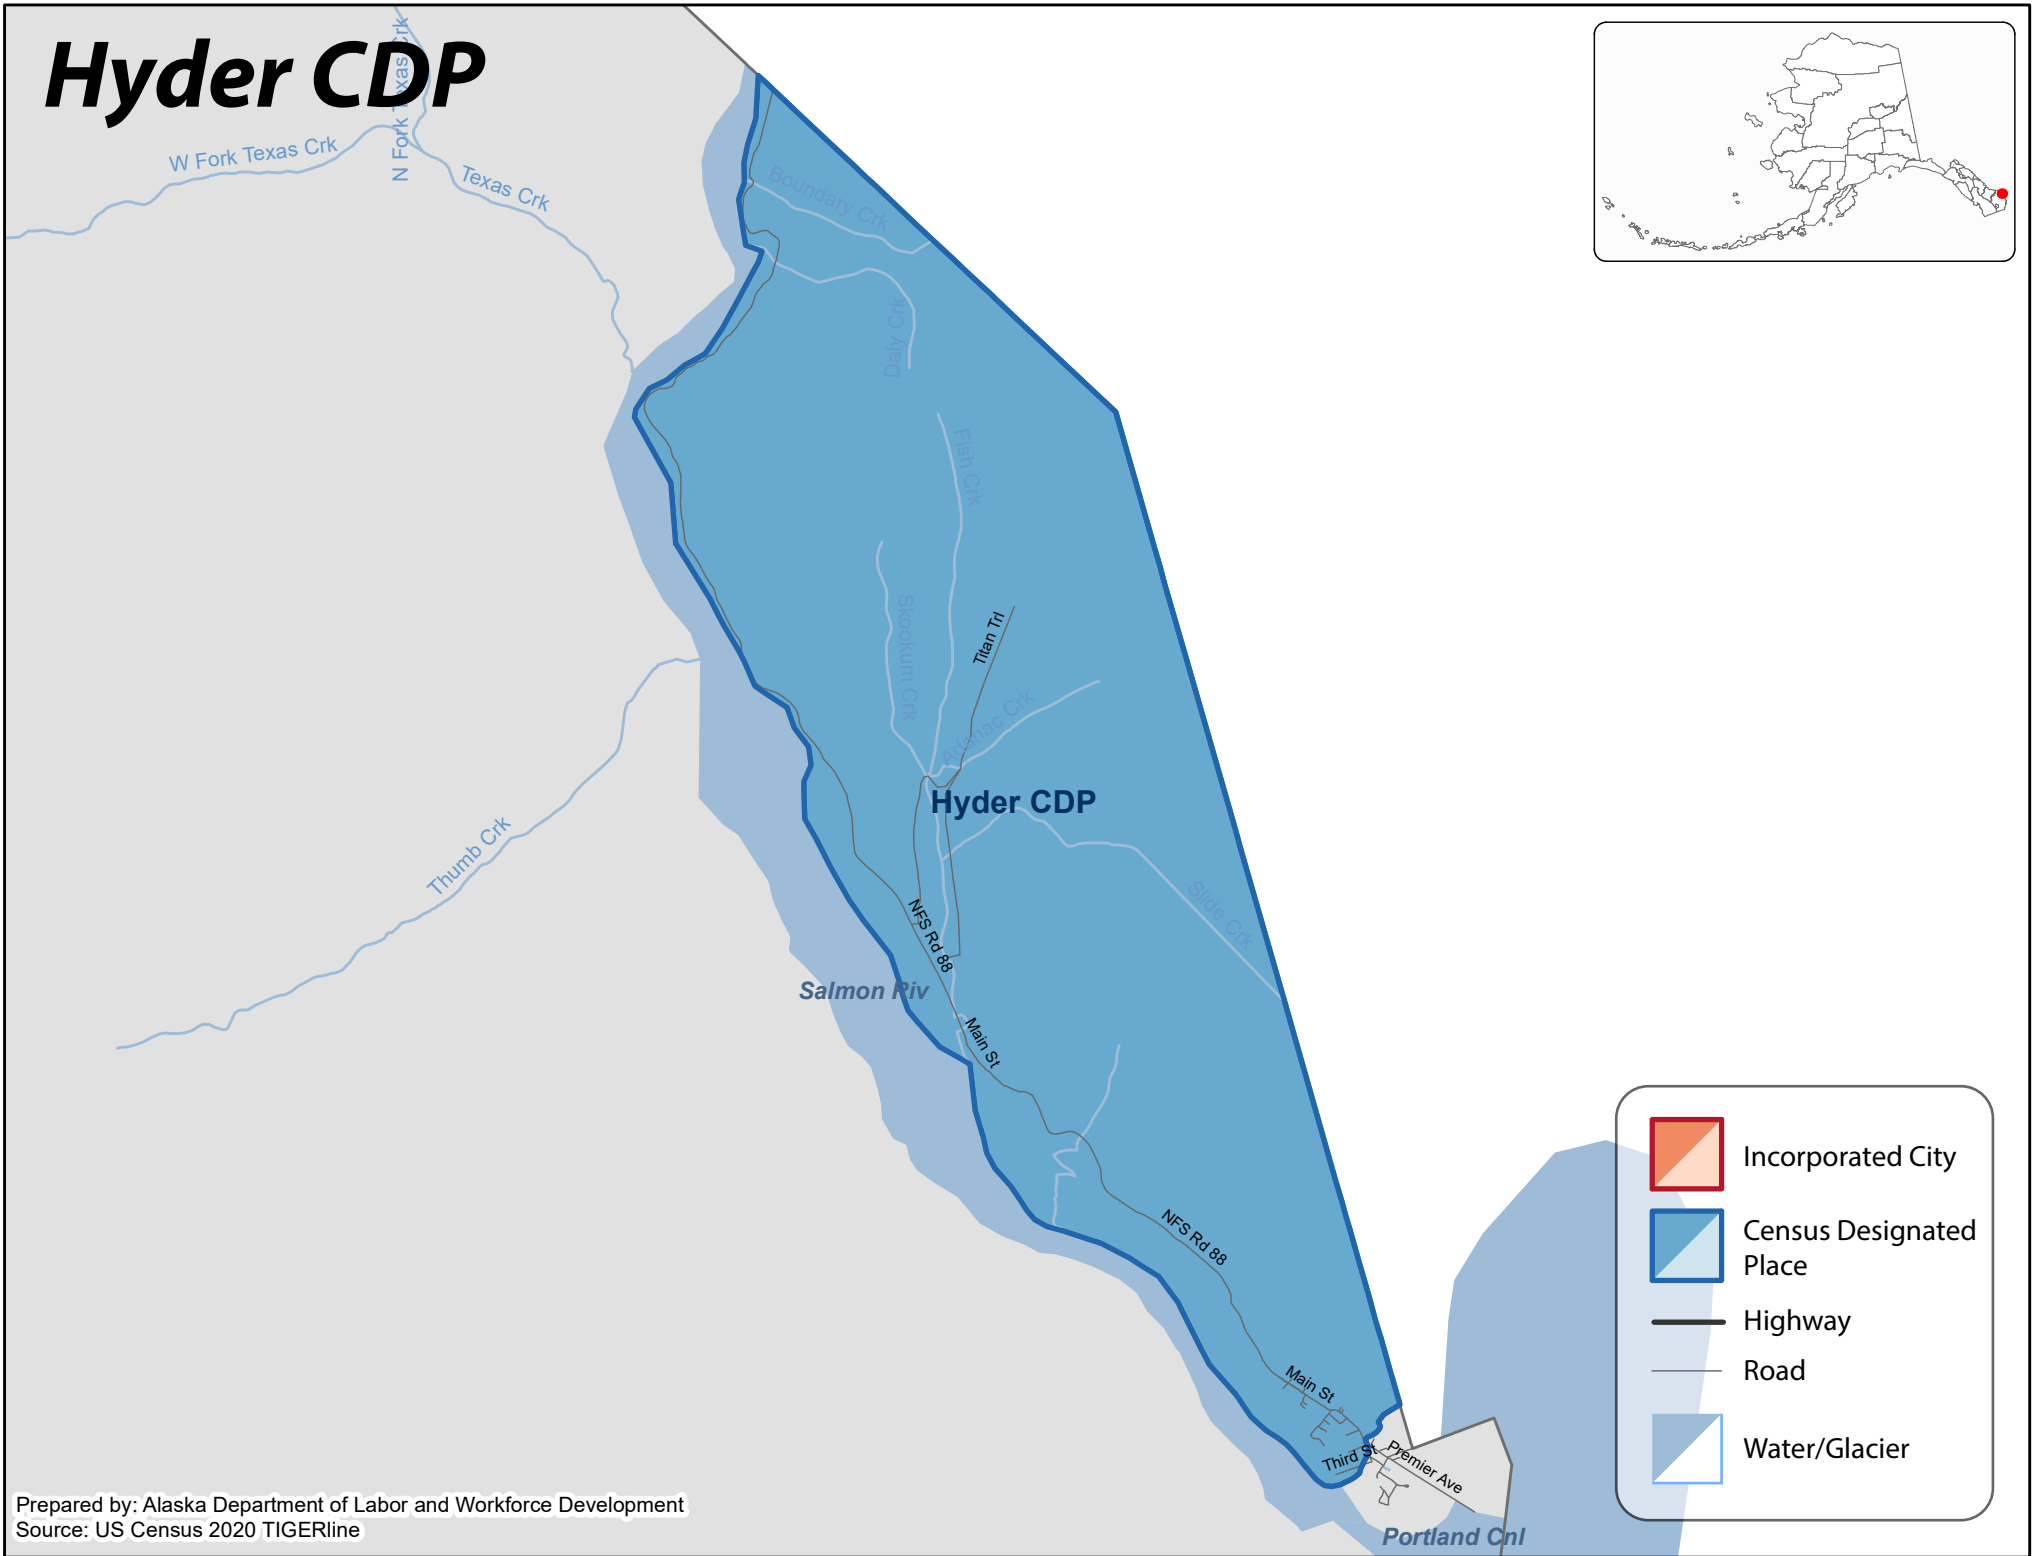 Hyder CDP
N Fork Texas Crk
W Fork Texas Crk
Texas Crk
Boundary Crk
Daly Crk
Fish Crk
Skookum Crk
Titan Trl
Adanac Crk
Hyder CDP
Thumb Crk
Slide Crk
NFS Rd 88
Salmon Riv
Main St
NFS Rd 88
Main St
Third St
Premier Ave
Portland Cnl
Incorporated City
Census Designated
Place
Highway
Road
Water/Glacier
Prepared by: Alaska Department of Labor and Workforce Development
Source: US Census 2020 TIGERline